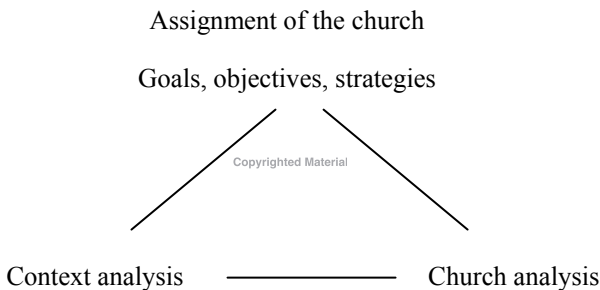 Assignment of the church
Goals, objectives, strategies
Copyrighted Material
Context analysis
Church analysis